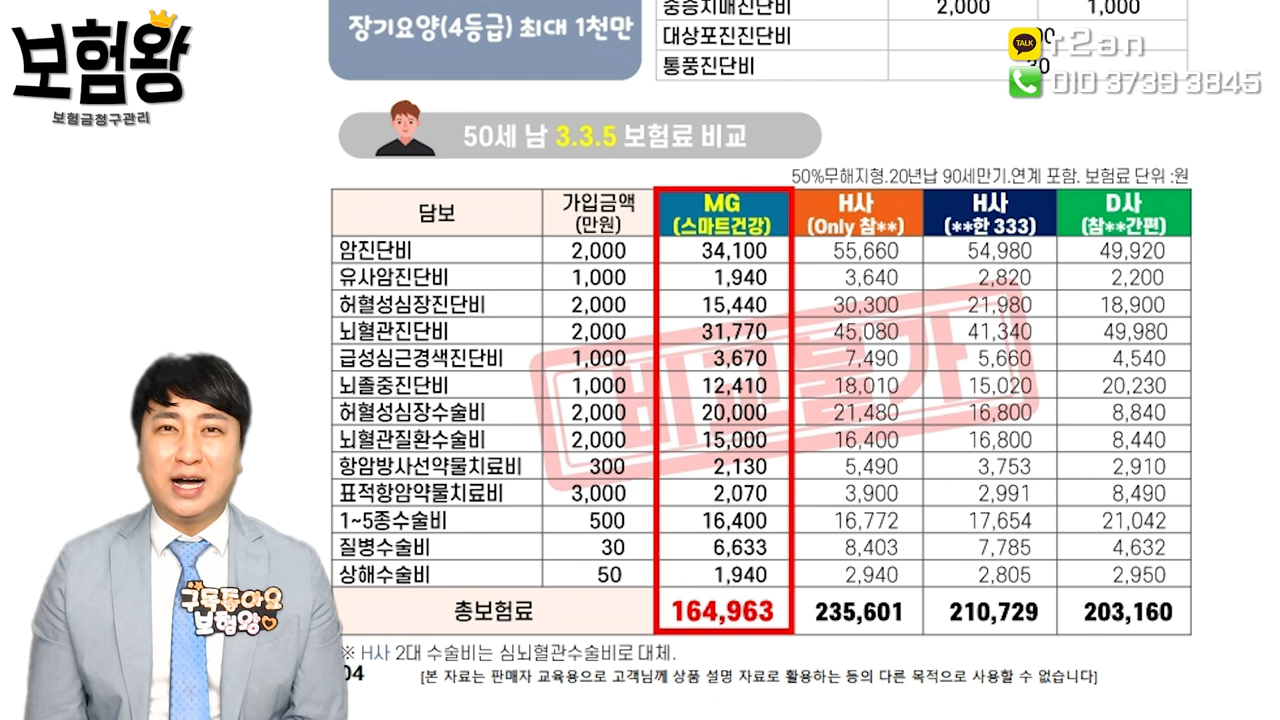 보험왕
보험금청구관리
장기요양(4등급) 최대 1천만
중증치매진단비 2,000 1,000
대상포진진단비
통풍진단비 30
TALK r2an
010 3739 3845
50세 남 3.3.5 보험료 비교
50%무해지형.20년납 90세만기.연계 포함. 보험료 단위 :원
담보 가입금액 (만원) MG (스마트건강) H사 (Only 참**) H사 (**한 333) D사 (참**간편)
암진단비 2,000 34,100 55,660 54,980 49,920
유사암진단비 1,000 1,940 3,640 2,820 2,200
허혈성심장진단비 2,000 15,440 30,300 21,980 18,900
뇌혈관진단비 2,000 31,770 45,080 41,340 49,980
급성심근경색진단비 1,000 3,670 7,490 5,660 4,540
뇌졸중진단비 1,000 12,410 18,010 15,020 20,230
허혈성심장수술비 2,000 20,000 21,480 16,800 8,840
뇌혈관질환수술비 2,000 15,000 16,400 16,800 8,440
항암방사선약물치료비 300 2,130 5,490 3,753 2,910
표적항암약물치료비 3,000 2,070 3,900 2,991 8,490
1~5종수술비 500 16,400 16,772 17,654 21,042
질병수술비 30 6,633 8,403 7,785 4,632
상해수술비 50 1,940 2,940 2,805 2,950
총보험료 164,963 235,601 210,729 203,160
비교불가
구독좋아요
보험왕
※ H사 2대 수술비는 심뇌혈관수술비로 대체.
04 [본 자료는 판매자 교육용으로 고객님께 상품 설명 자료로 활용하는 등의 다른 목적으로 사용할 수 없습니다]